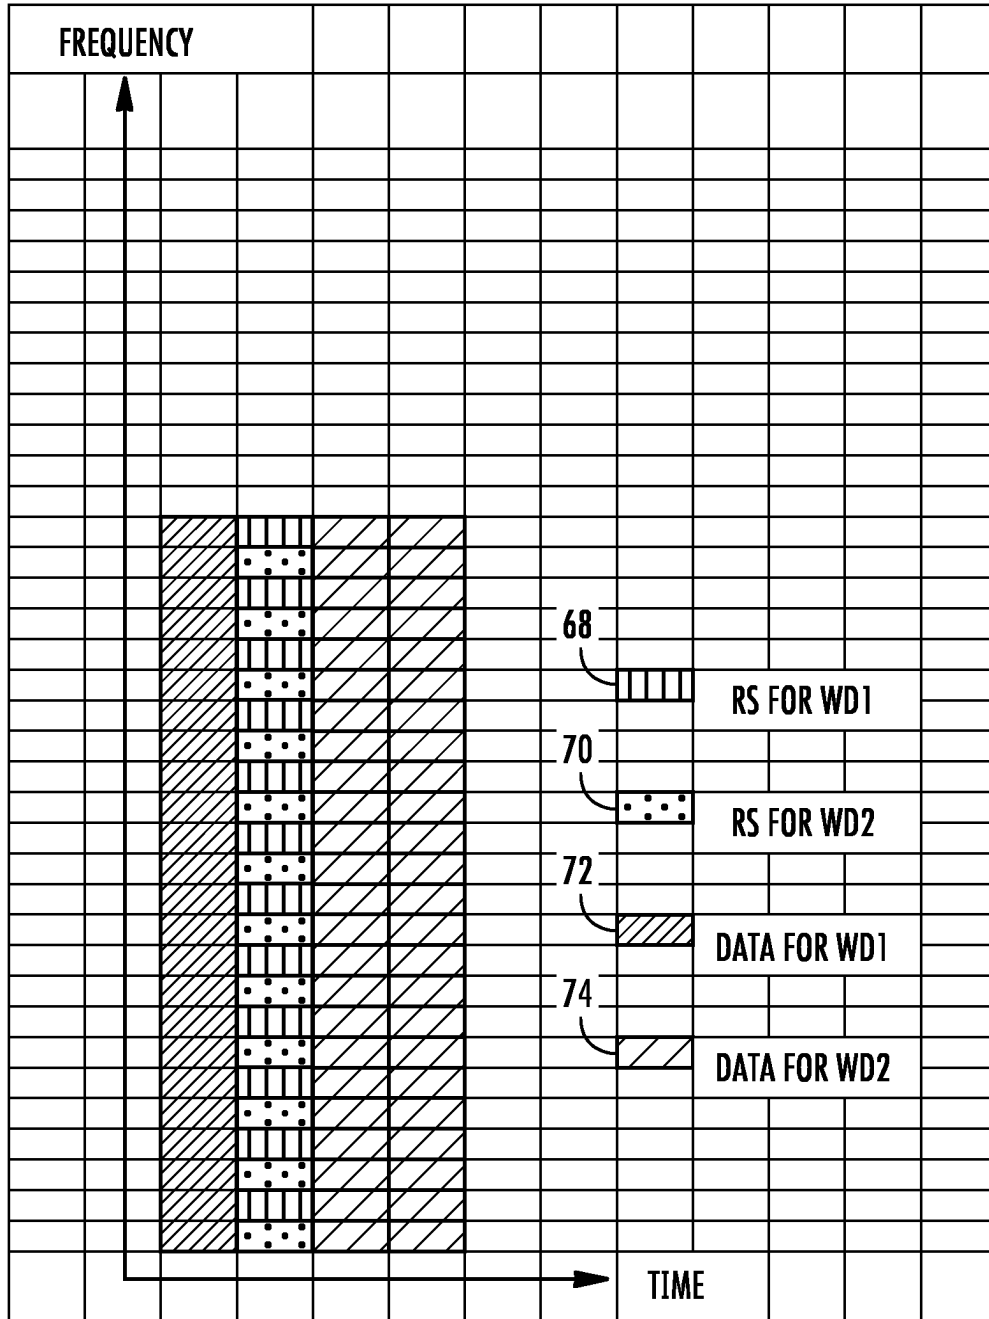 FREQUENCY
68
RS FOR WD1
70
RS FOR WD2
72
DATA FOR WD1
74
DATA FOR WD2
TIME